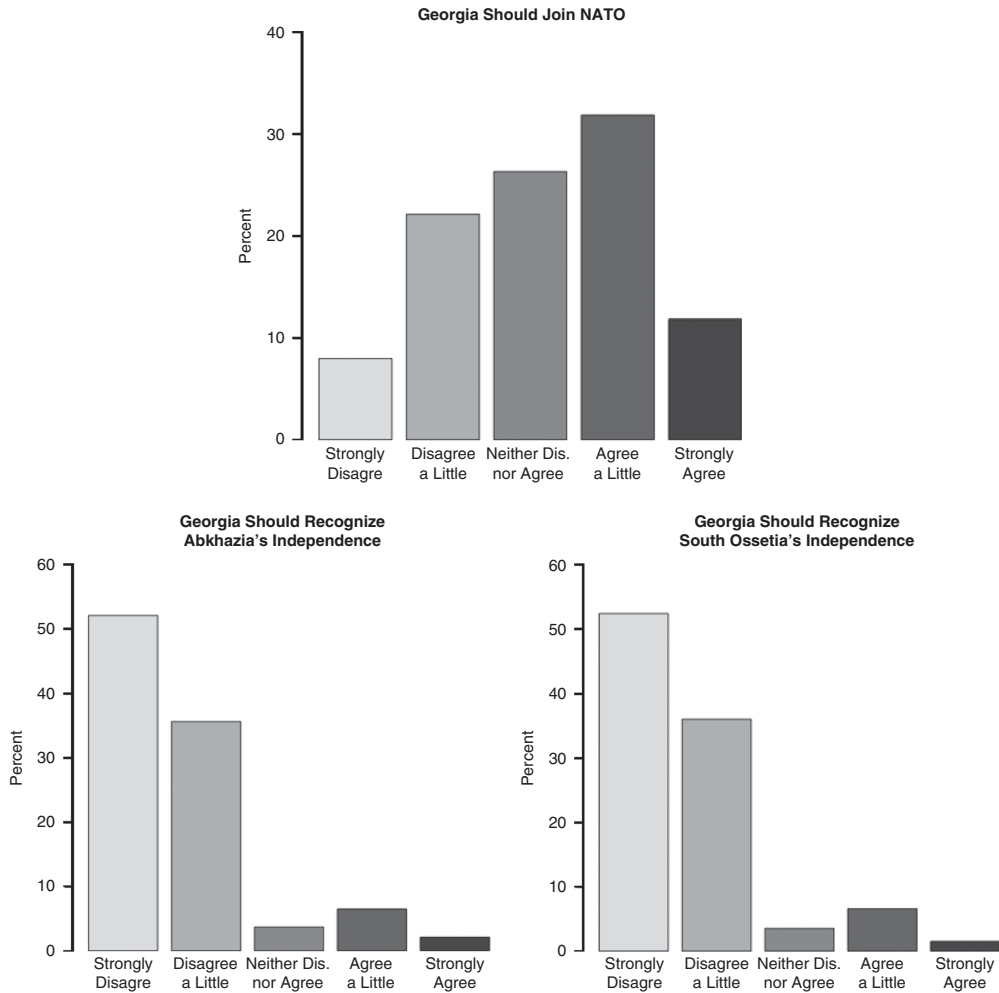 Georgia Should Join NATO
40
30
20
10
0
Percent
Strongly Disagree Neither Dis. Agree Strongly
Disagre a Little nor Agree a Little Agree
Georgia Should Recognize
Abkhazia's Independence
60
50
40
30
20
10
0
Percent
Strongly Disagree Neither Dis. Agree Strongly
Disagre a Little nor Agree a Little Agree
Georgia Should Recognize
South Ossetia's Independence
60
50
40
30
20
10
0
Percent
Strongly Disagree Neither Dis. Agree Strongly
Disagre a Little nor Agree a Little Agree